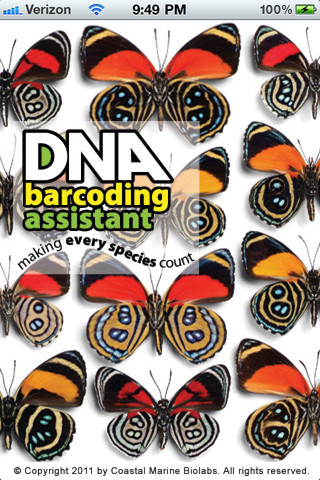 Verizon 9:49 PM 100%
DNA
barcoding
assistant
making every species count
© Copyright 2011 by Coastal Marine Biolabs. All rights reserved.